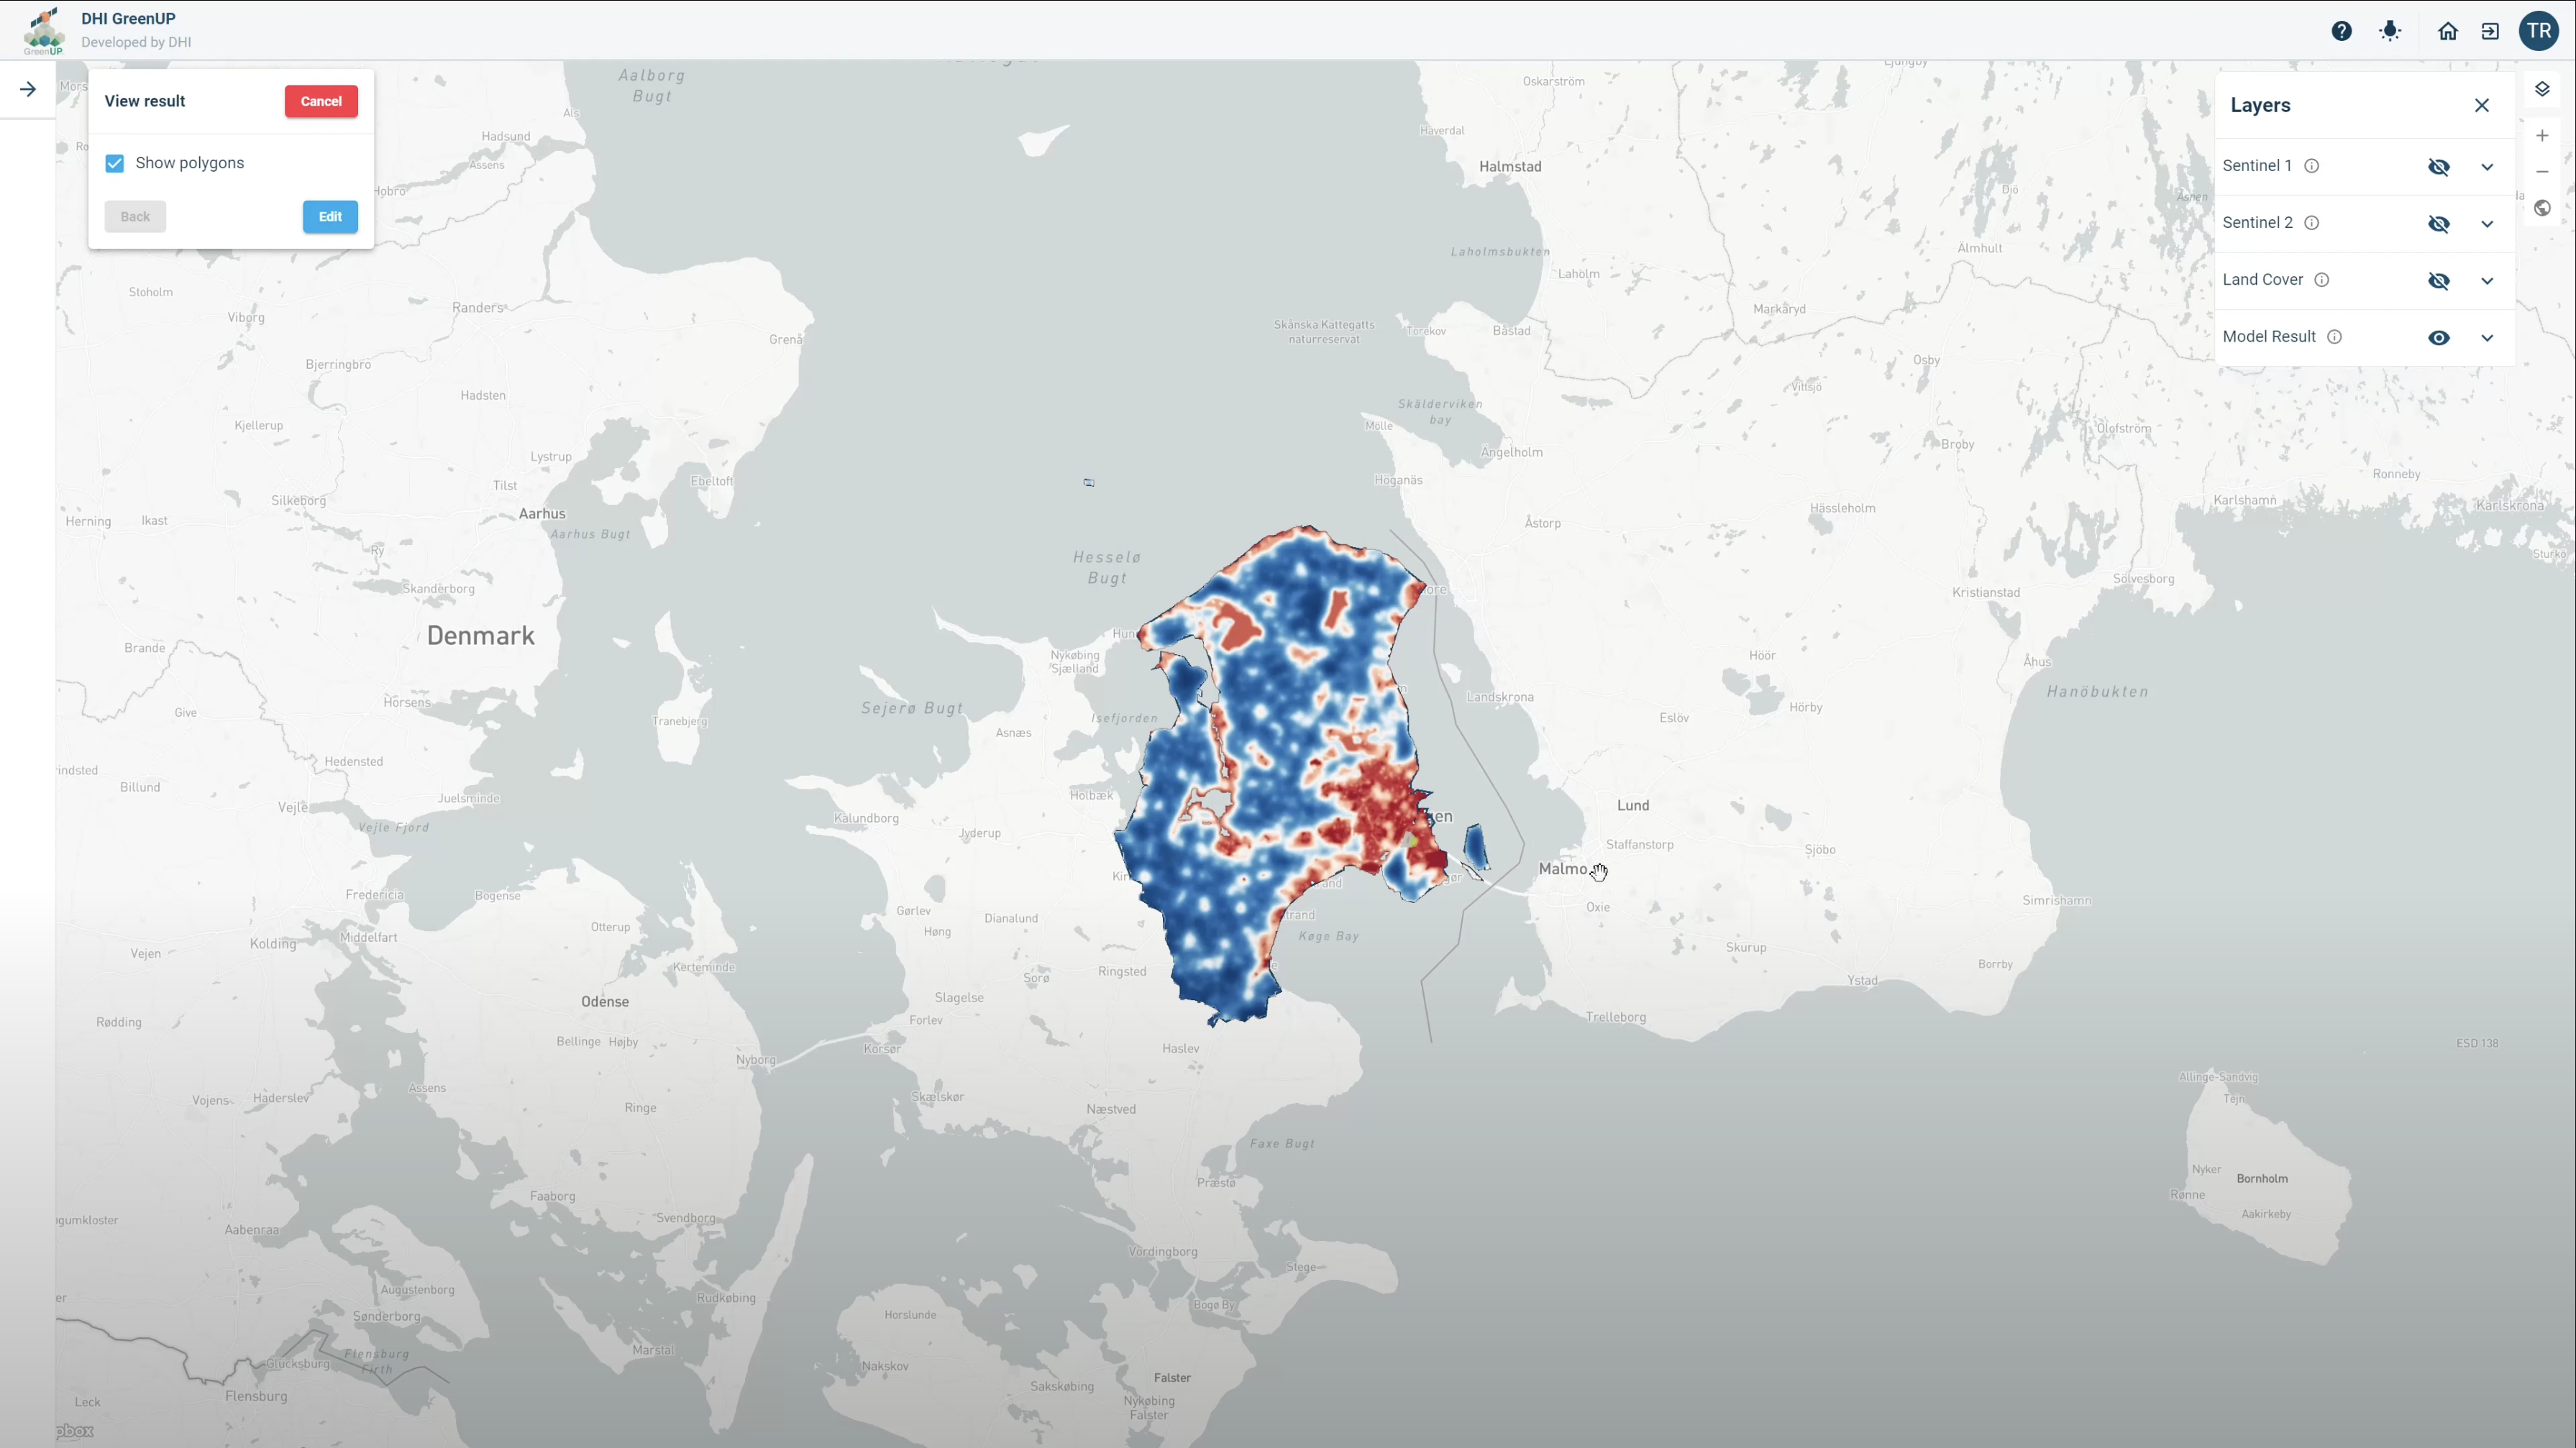 DHI GreenUP
Developed by DHI
GreenUP
TR
View result
Cancel
Show polygons
Back
Edit
Layers
Sentinel 1
Sentinel 2
Land Cover
Model Result
Aalborg
Bugt
Als
Hadsund
Assens
Hobro
Stoholm
Viborg
Randers
Grenå
Bjerringbro
Hadsten
Kjellerup
Lystrup
Tilst
Ebeltoft
Silkeborg
Herning
Ikast
Aarhus
Aarhus Bugt
Ry
Skanderborg
Denmark
Brande
Horsens
Give
Tranebjerg
Hedensted
Billund
Juelsminde
Vejle
Vejle Fjord
Fredericia
Bogense
Middelfart
Kolding
Vejen
Otterup
Kerteminde
Odense
Rødding
Bellinge
Højby
Nyborg
Assens
Vojens
Haderslev
Ringe
Faaborg
Svendborg
Aabenraa
Augustenborg
Sønderborg
Rudkøbing
Marstal
Glücksburg
Flensburg
Firth
Flensburg
Leck
Oskarström
Haverdal
Halmstad
Laholmsbukten
Laholm
Skånska Kattegatts
naturreservat
Torekov
Båstad
Markaryd
Älmhult
Diö
Åsnen
Osby
Vittsjö
Skälderviken
bay
Mölle
Ängelholm
Höganäs
Åstorp
Broby
Olofström
Ronneby
Karlshamn
Karlskrona
Hässleholm
Sturkö
Sölvesborg
Kristianstad
Hesselø
Bugt
Nykøbing
Sjælland
Sejerø Bugt
Isefjorden
Asnæs
Holbæk
Kalundborg
Jyderup
Gørlev
Dianalund
Høng
Ringsted
Sorø
Slagelse
Forlev
Korsør
Haslev
Skælskør
Næstved
Faxe Bugt
Præstø
Vordingborg
Stege
Bogø By
Horslunde
Nakskov
Sakskøbing
Falster
Nykøbing
Falster
Køge Bay
Landskrona
Höör
Hörby
Eslöv
Åhus
Hanöbukten
Lund
Staffanstorp
Sjöbo
Malmo
Oxie
Simrishamn
Skurup
Borrby
Ystad
Trelleborg
ESD 138
Allinge-Sandvig
Tejn
Nyker
Rønne
Bornholm
Aakirkeby